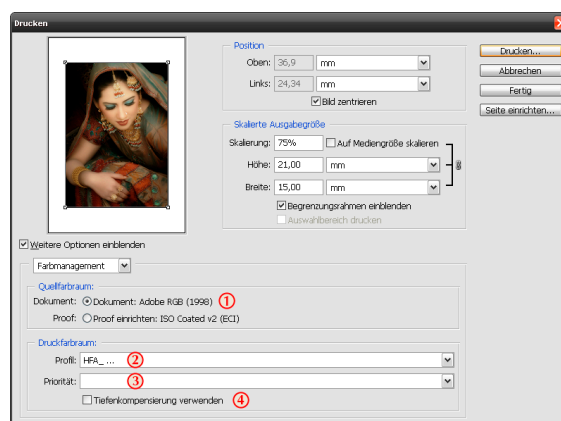 Drucken
Position
Oben: 36,9 mm
Links: 24,34 mm
Bild zentrieren
Skalierte Ausgabegröße
Skalierung: 75% Auf Mediengröße skalieren
Höhe: 21,00 mm
Breite: 15,00 mm
Begrenzungsrahmen einblenden
Auswahlbereich drucken
Drucken...
Abbrechen
Fertig
Seite einrichten...
Weitere Optionen einblenden
Farbmanagement
Quellfarbraum:
Dokument: Dokument: Adobe RGB (1998) 1
Proof: Proof einrichten: ISO Coated v2 (ECI)
Druckfarbraum:
Profil: HFA_ ... 2
Priorität: 3
Tiefenkompensierung verwenden 4